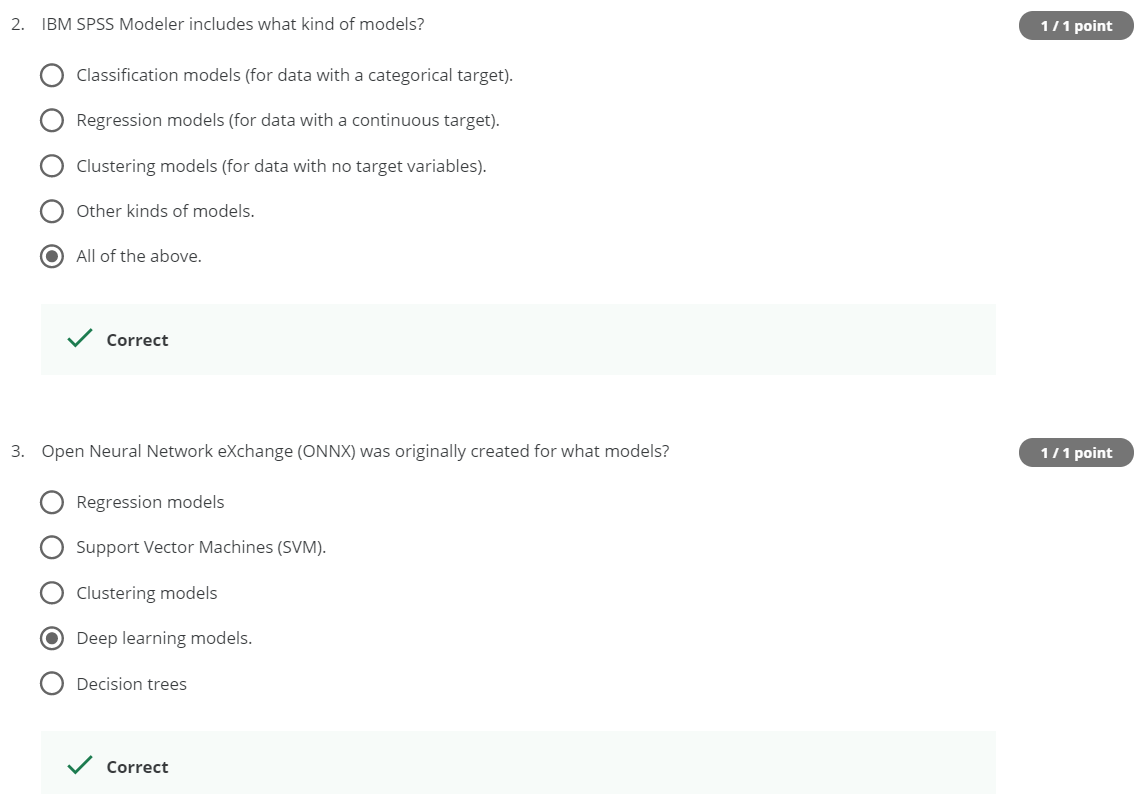 2. IBM SPSS Modeler includes what kind of models?
1 / 1 point
Classification models (for data with a categorical target).
Regression models (for data with a continuous target).
Clustering models (for data with no target variables).
Other kinds of models.
All of the above.
Correct
3. Open Neural Network eXchange (ONNX) was originally created for what models?
1 / 1 point
Regression models
Support Vector Machines (SVM).
Clustering models
Deep learning models.
Decision trees
Correct